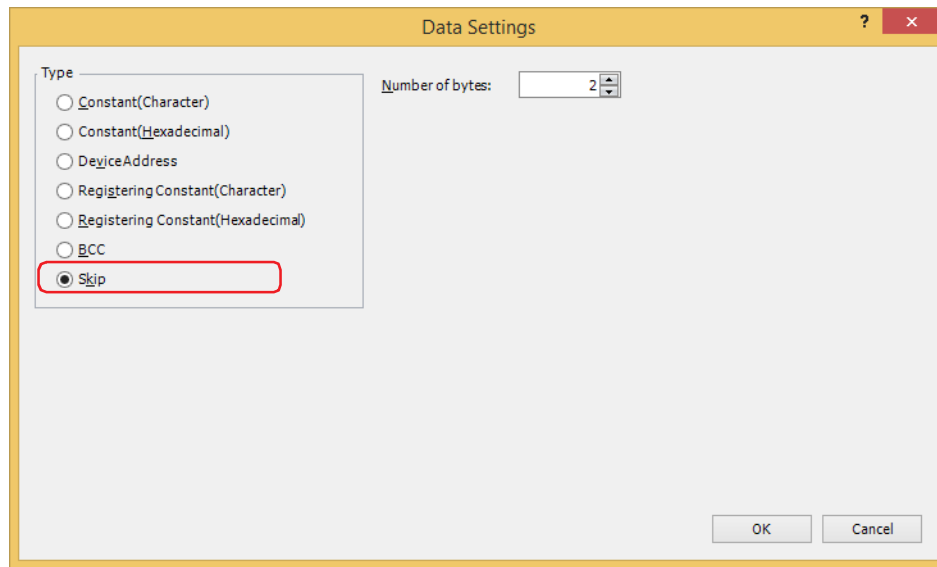 Data Settings
?
×
Type
Constant(Character)
Constant(Hexadecimal)
DeviceAddress
Registering Constant(Character)
Registering Constant(Hexadecimal)
BCC
Skip
Number of bytes:
2
OK
Cancel